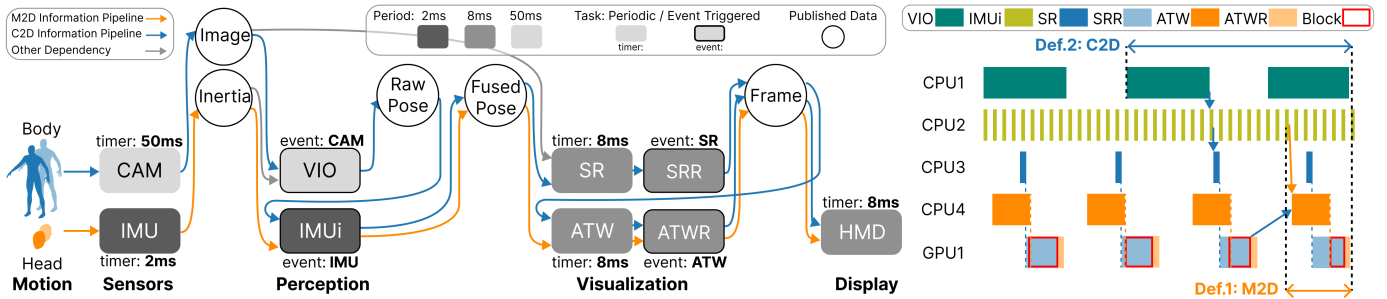 M2D Information Pipeline
C2D Information Pipeline
Other Dependency
Period: 2ms 8ms 50ms
Task: Periodic / Event Triggered
timer: event:
Published Data
Image
Inertia
Raw Pose
Fused Pose
Frame
Body
Head
timer: 50ms
CAM
IMU
timer: 2ms
event: CAM
VIO
IMUi
event: IMU
timer: 8ms
SR
event: SR
SRR
ATW
timer: 8ms
ATWR
event: ATW
timer: 8ms
HMD
Motion Sensors Perception Visualization Display
VIO IMUi SR SRR ATW ATWR Block
Def.2: C2D
CPU1
CPU2
CPU3
CPU4
GPU1
Def.1: M2D